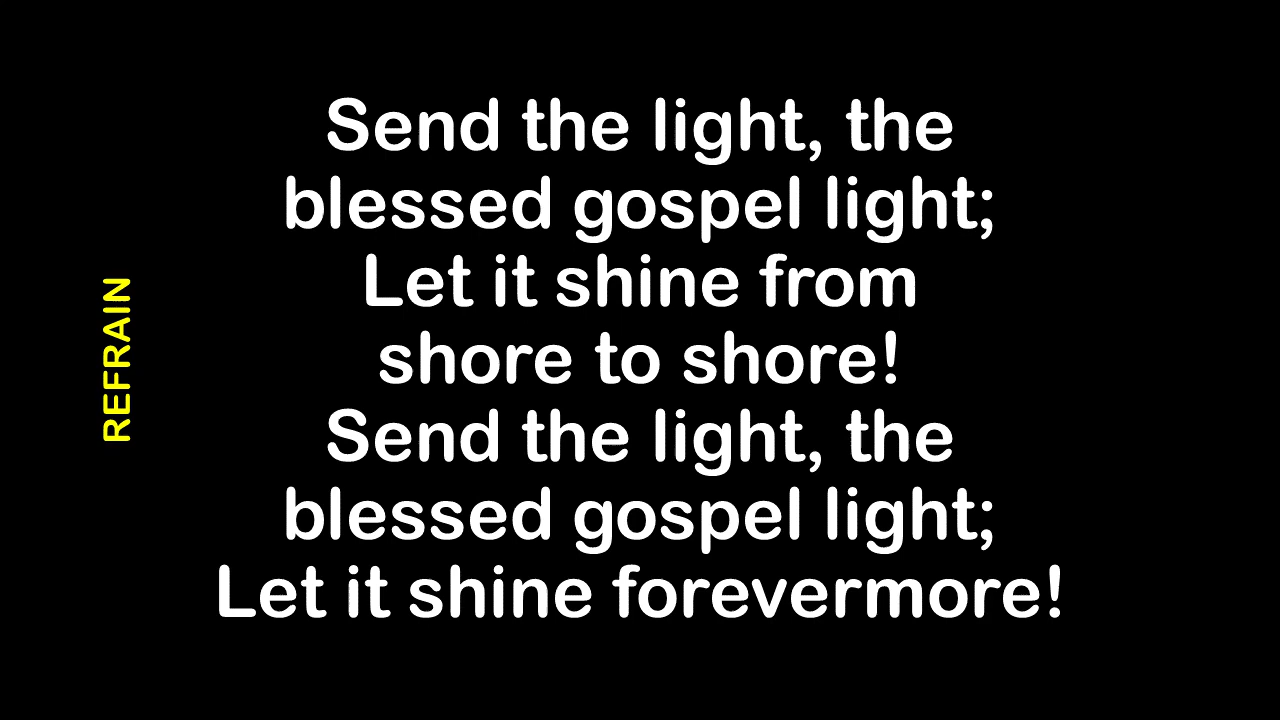 REFRAIN
Send the light, the
blessed gospel light;
Let it shine from
shore to shore!
Send the light, the
blessed gospel light;
Let it shine forevermore!